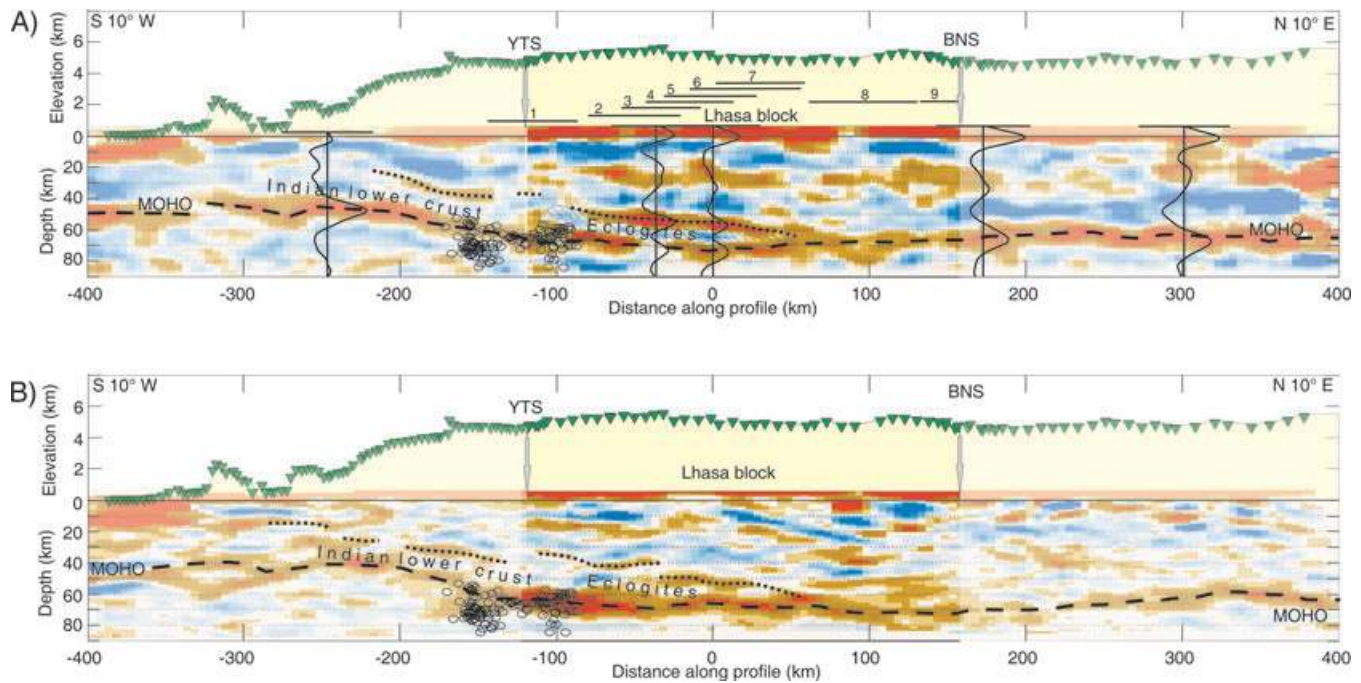 A)
S 10° W
N 10° E
YTS
BNS
Elevation (km)
6
4
2
0
7
6
5
4
3
2
1
8
9
Lhasa block
Depth (km)
0
20
40
60
80
Indian lower crust
MOHO
Eclogites
MOHO
-400 -300 -200 -100 0 100 200 300 400
Distance along profile (km)
B)
S 10° W
N 10° E
YTS
BNS
Elevation (km)
6
4
2
0
Lhasa block
Depth (km)
0
20
40
60
80
Indian lower crust
MOHO
Eclogites
MOHO
-400 -300 -200 -100 0 100 200 300 400
Distance along profile (km)